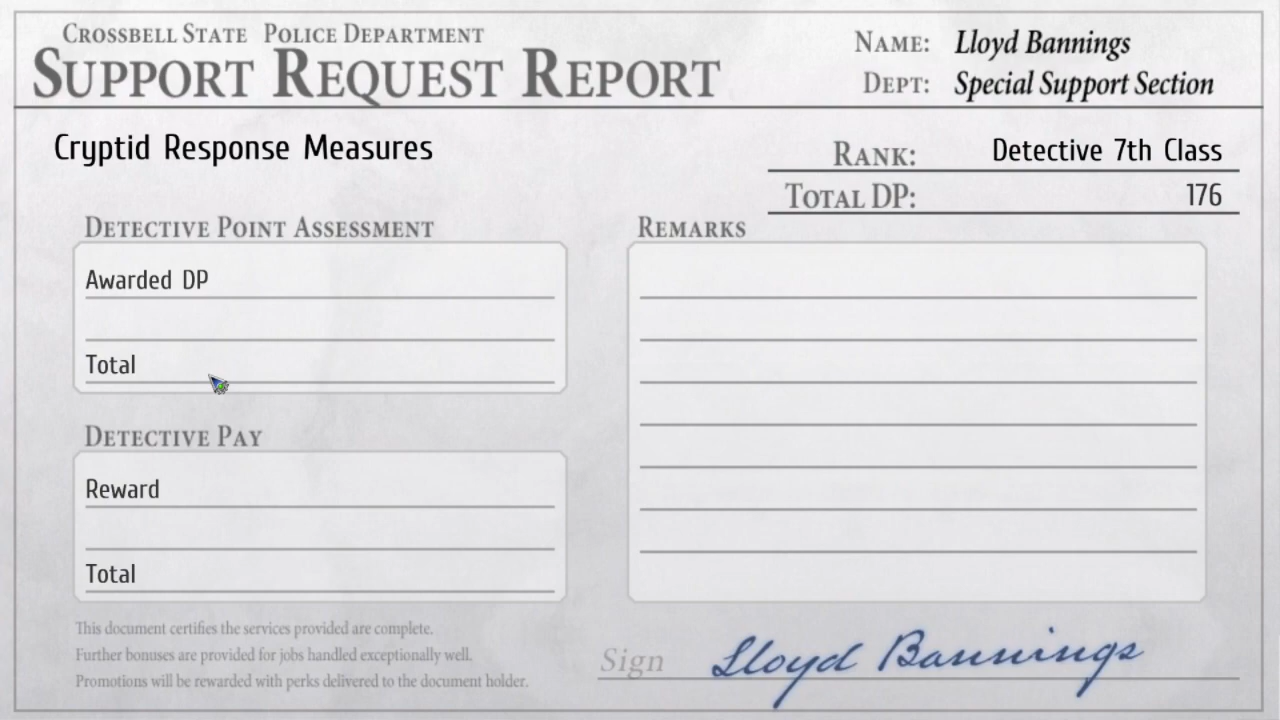 Crossbell State Police Department
Support Request Report
Name: Lloyd Bannings
Dept: Special Support Section
Cryptid Response Measures
Rank: Detective 7th Class
Total DP: 176
Detective Point Assessment
Awarded DP
Total
Detective Pay
Reward
Total
Remarks
This document certifies the services provided are complete.
Further bonuses are provided for jobs handled exceptionally well.
Promotions will be rewarded with perks delivered to the document holder.
Sign Lloyd Bannings